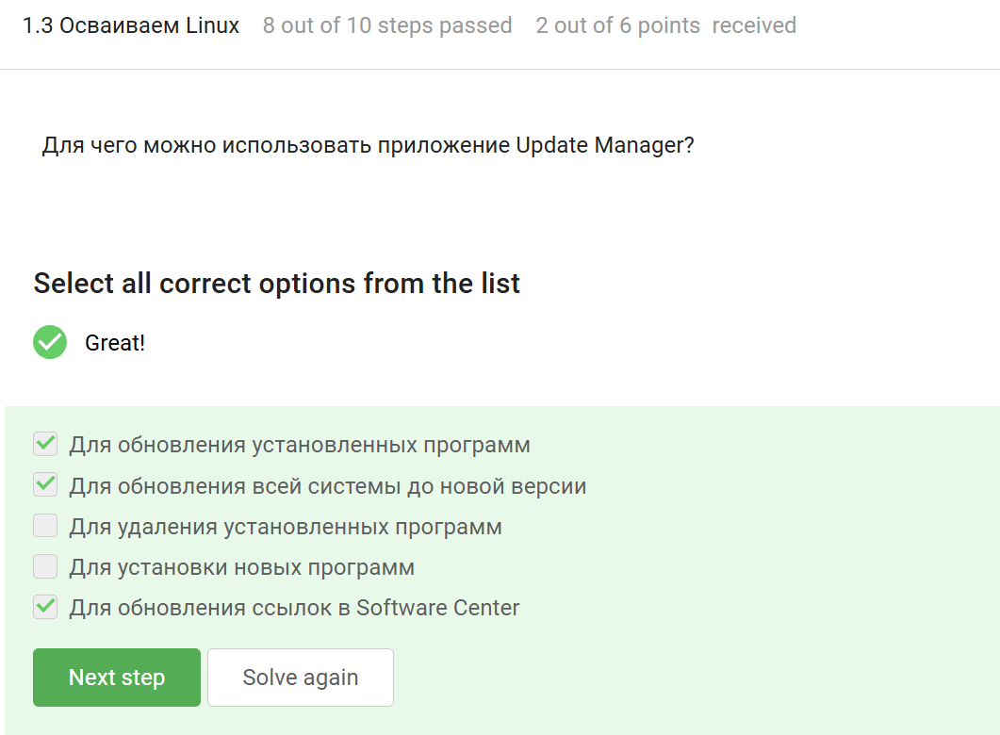 1.3 Осваиваем Linux 8 out of 10 steps passed 2 out of 6 points received
Для чего можно использовать приложение Update Manager?
Select all correct options from the list
Great!
Для обновления установленных программ
Для обновления всей системы до новой версии
Для удаления установленных программ
Для установки новых программ
Для обновления ссылок в Software Center
Next step Solve again